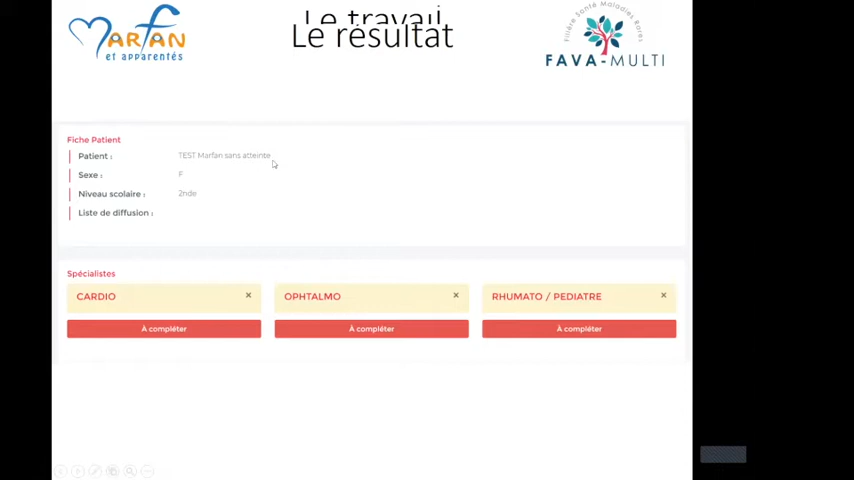 MARFAN
et apparentés
Le travail
Le résultat
Filière Santé Maladies Rares
FAVA-MULTI
Fiche Patient
Patient : TEST Marfan sans atteinte
Sexe : F
Niveau scolaire : 2nde
Liste de diffusion :
Spécialistes
CARDIO × OPHTALMO × RHUMATO / PEDIATRE ×
À compléter À compléter À compléter